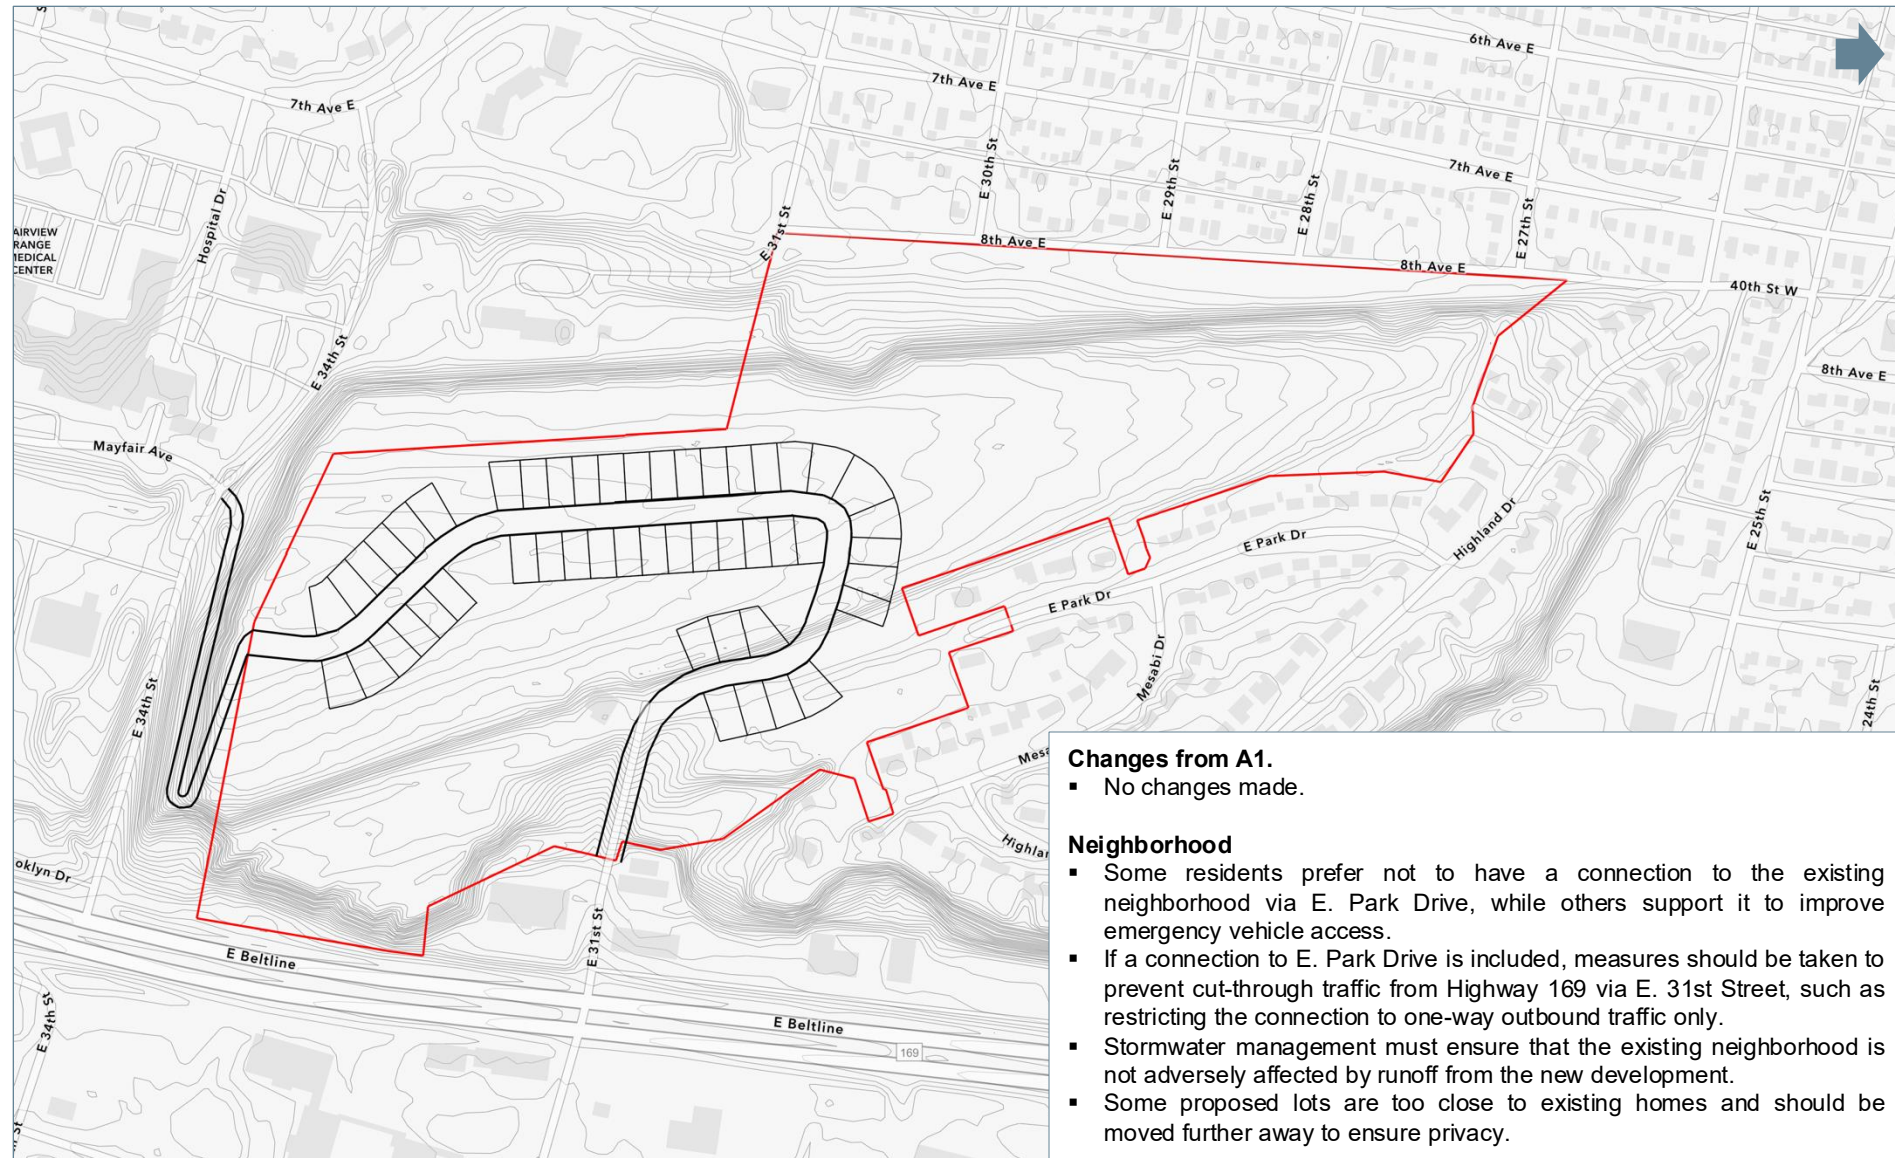 6th Ave E
7th Ave E
7th Ave E
7th Ave E
E 30th St
E 29th St
E 28th St
E 27th St
Hospital Dr
E 31st St
AIRVIEW
RANGE
MEDICAL
CENTER
8th Ave E
8th Ave E
40th St W
E 34th St
8th Ave E
Mayfair Ave
E 25th St
Highland Dr
E Park Dr
E Park Dr
Mesabi Dr
E 34th St
24th St
Mesa
Highla
oklyn Dr
E 31st St
E Beltline
E 34th St
E Beltline
169
Changes from A1.
▪ No changes made.
Neighborhood
▪ Some residents prefer not to have a connection to the existing
neighborhood via E. Park Drive, while others support it to improve
emergency vehicle access.
▪ If a connection to E. Park Drive is included, measures should be taken to
prevent cut-through traffic from Highway 169 via E. 31st Street, such as
restricting the connection to one-way outbound traffic only.
▪ Stormwater management must ensure that the existing neighborhood is
not adversely affected by runoff from the new development.
▪ Some proposed lots are too close to existing homes and should be
moved further away to ensure privacy.